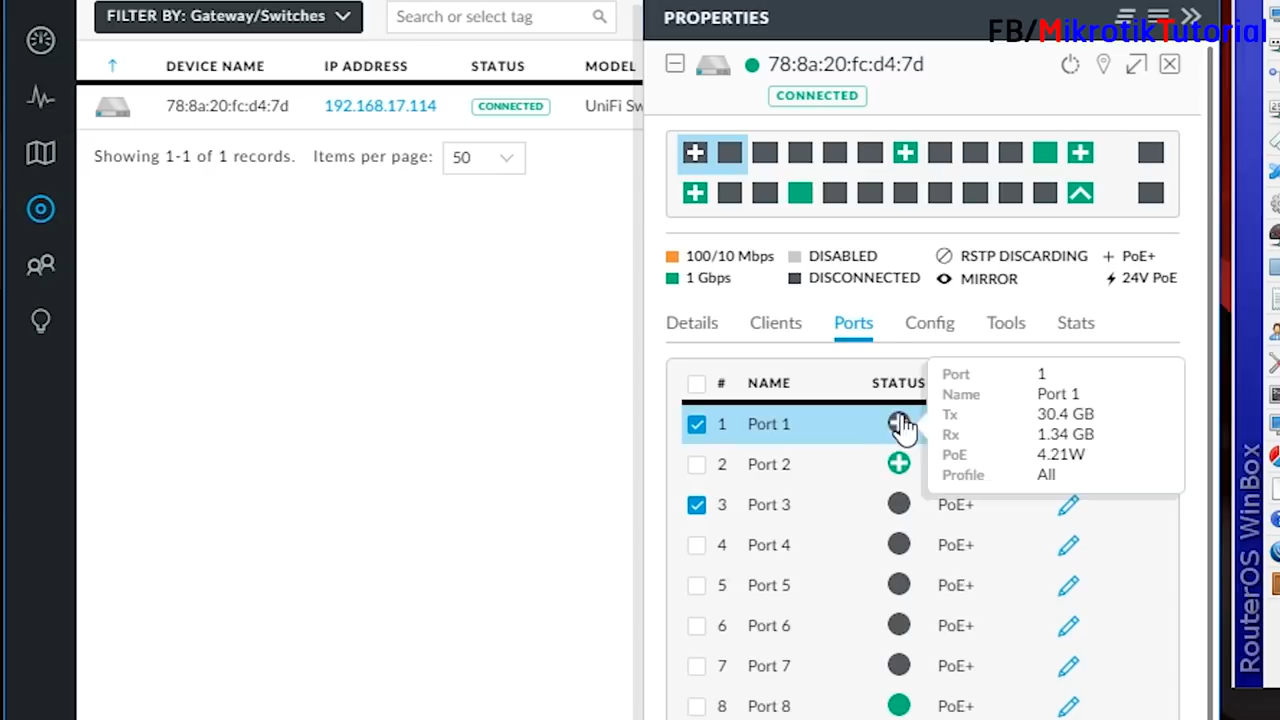 FILTER BY: Gateway/Switches
Search or select tag
DEVICE NAME IP ADDRESS STATUS MODEL
78:8a:20:fc:d4:7d 192.168.17.114 CONNECTED UniFi Sw
Showing 1-1 of 1 records. Items per page: 50
PROPERTIES
FB/MikrotikTutorial
78:8a:20:fc:d4:7d
CONNECTED
100/10 Mbps DISABLED RSTP DISCARDING PoE+
1 Gbps DISCONNECTED MIRROR 24V PoE
Details Clients Ports Config Tools Stats
# NAME STATUS
1 Port 1
2 Port 2
3 Port 3 PoE+
4 Port 4 PoE+
5 Port 5 PoE+
6 Port 6 PoE+
7 Port 7 PoE+
8 Port 8 PoE+
Port 1
Name Port 1
Tx 30.4 GB
Rx 1.34 GB
PoE 4.21W
Profile All
RouterOS WinBox